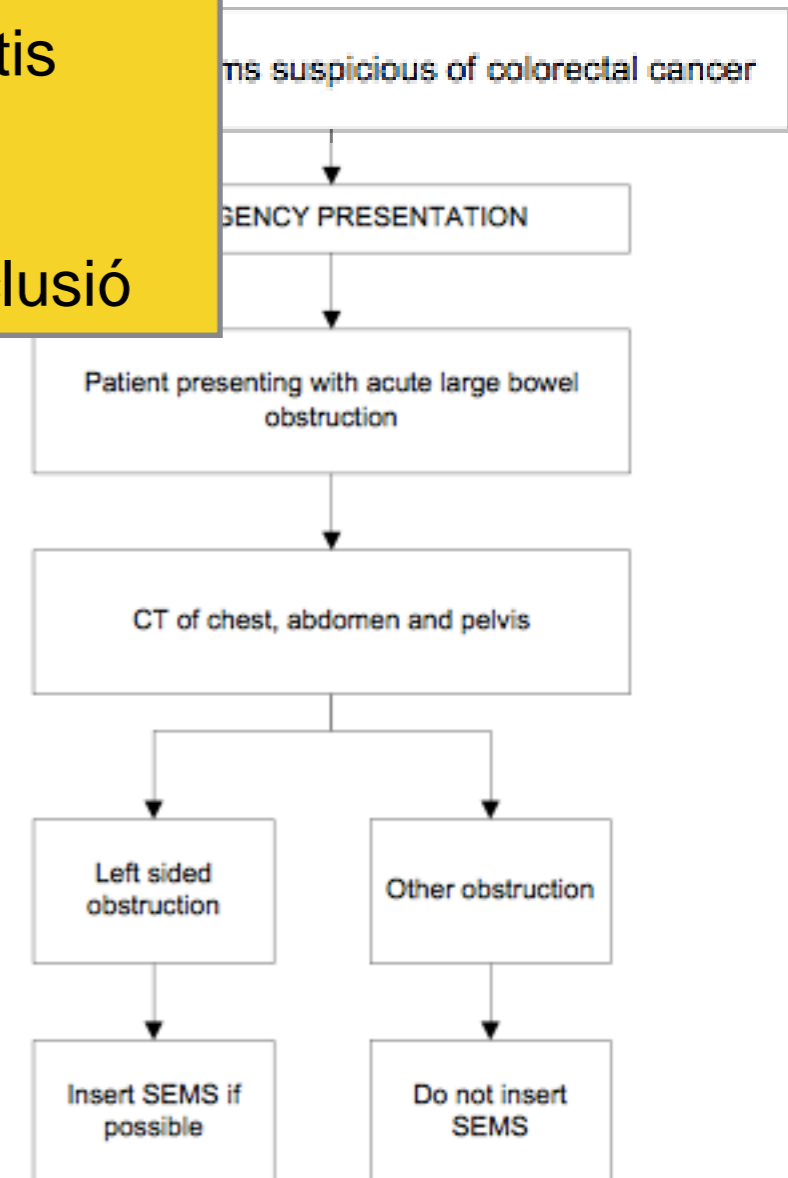 tis
lusió
ms suspicious of colorectal cancer
GENCY PRESENTATION
Patient presenting with acute large bowel
obstruction
CT of chest, abdomen and pelvis
Left sided
obstruction
Other obstruction
Insert SEMS if
possible
Do not insert
SEMS